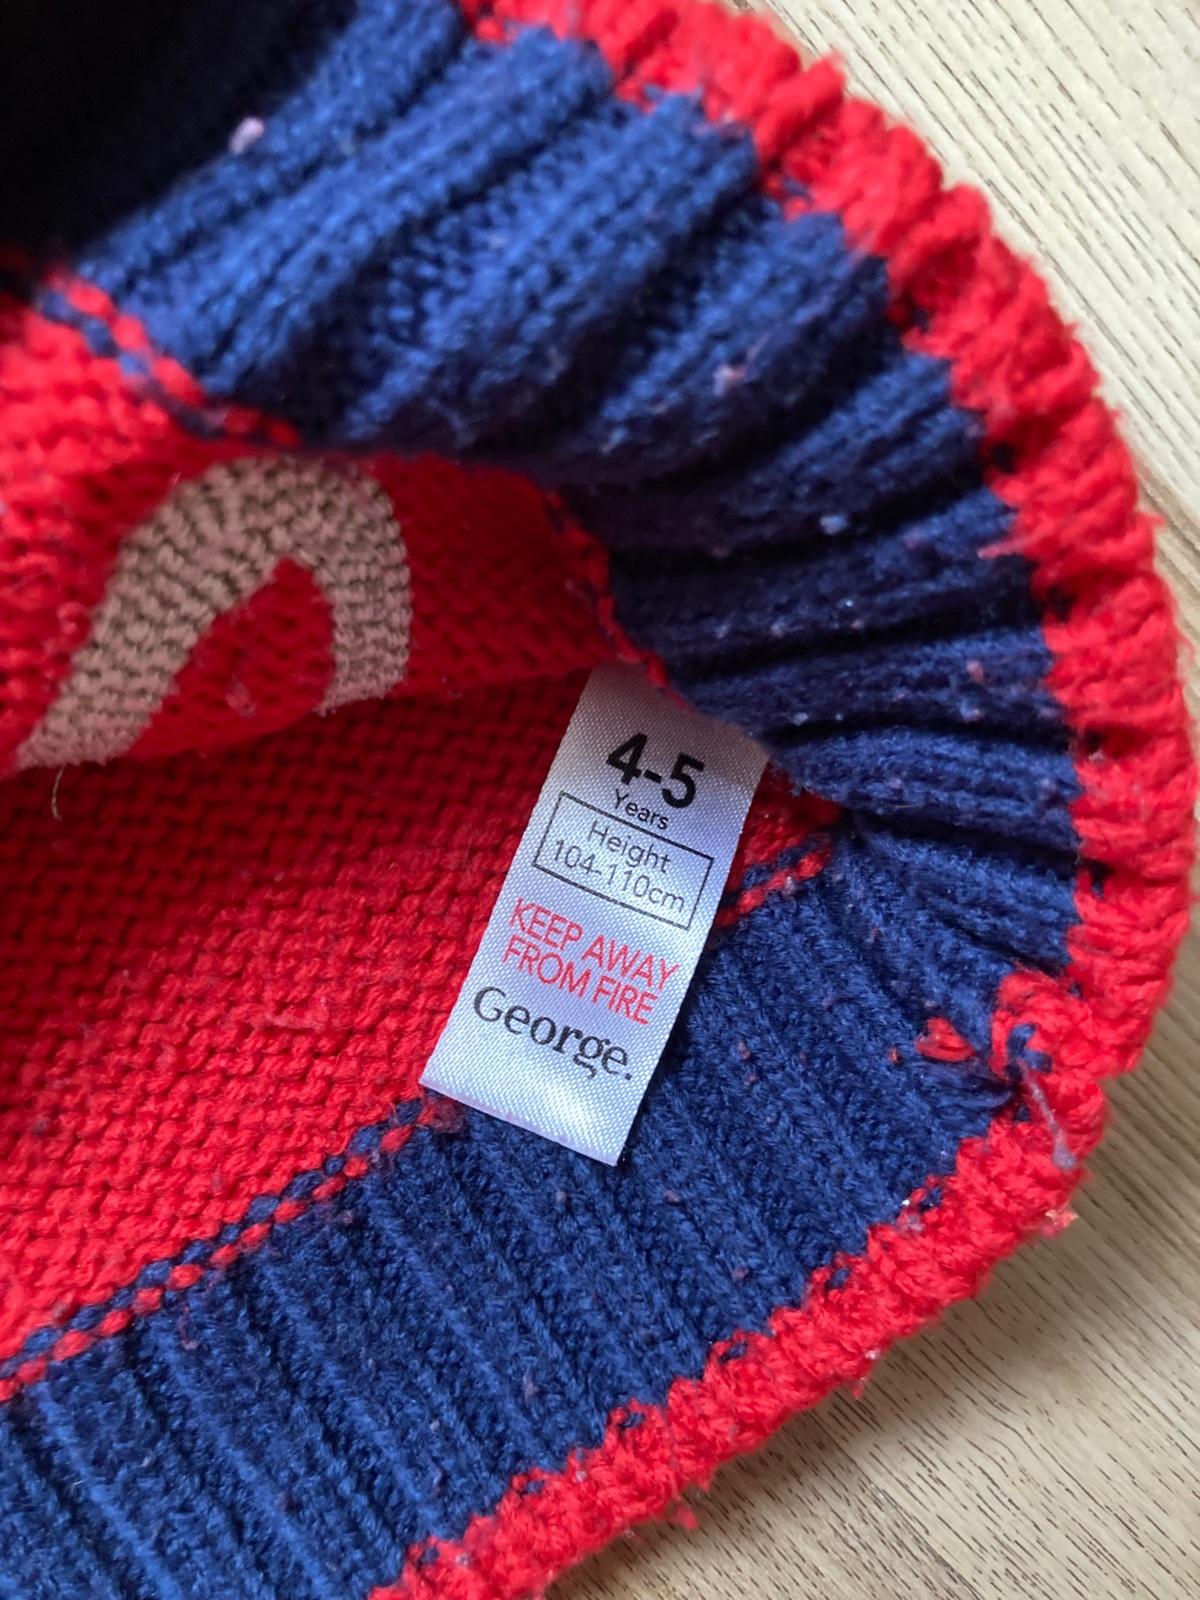 4-5
Years
Height
104-110cm
KEEP AWAY
FROM FIRE
George.